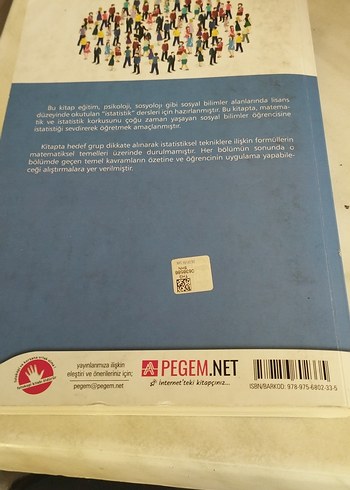 Bu kitap eğitim, psikoloji, sosyoloji gibi sosyal bilimler alanlarında lisans
düzeyinde okutulan "istatistik" dersleri için hazırlanmıştır. Bu kitapta, matema-
tik ve istatistik korkusunu çoğu zaman yaşayan sosyal bilimler öğrencisine
istatistiği sevdirerek öğretmek amaçlanmıştır.
Kitapta hedef grup dikkate alınarak istatistiksel tekniklere ilişkin formüllerin
matematiksel temelleri üzerinde durulmamıştır. Her bölümün sonunda o
bölümde geçen temel kavramların özetine ve öğrencinin uygulama yapabile-
ceği alıştırmalara yer verilmiştir.
yayınlarımıza ilişkin
eleştiri ve önerileriniz için;
pegem@pegem.net
PEGEM.NET
İnternet'teki kitapçınız...
ISBN/BARKOD: 978-975-6802-33-5